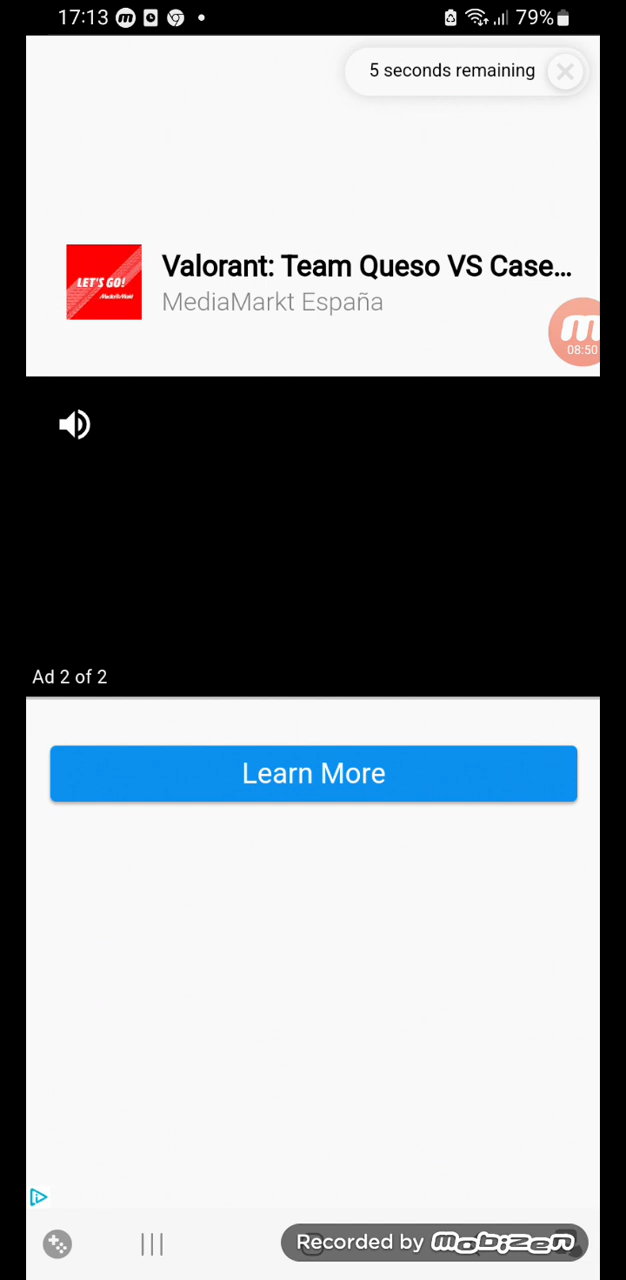 17:13
79%
5 seconds remaining
LET'S GO!
MediaMarkt
Valorant: Team Queso VS Case...
MediaMarkt España
08:50
Ad 2 of 2
Learn More
Recorded by mobizen